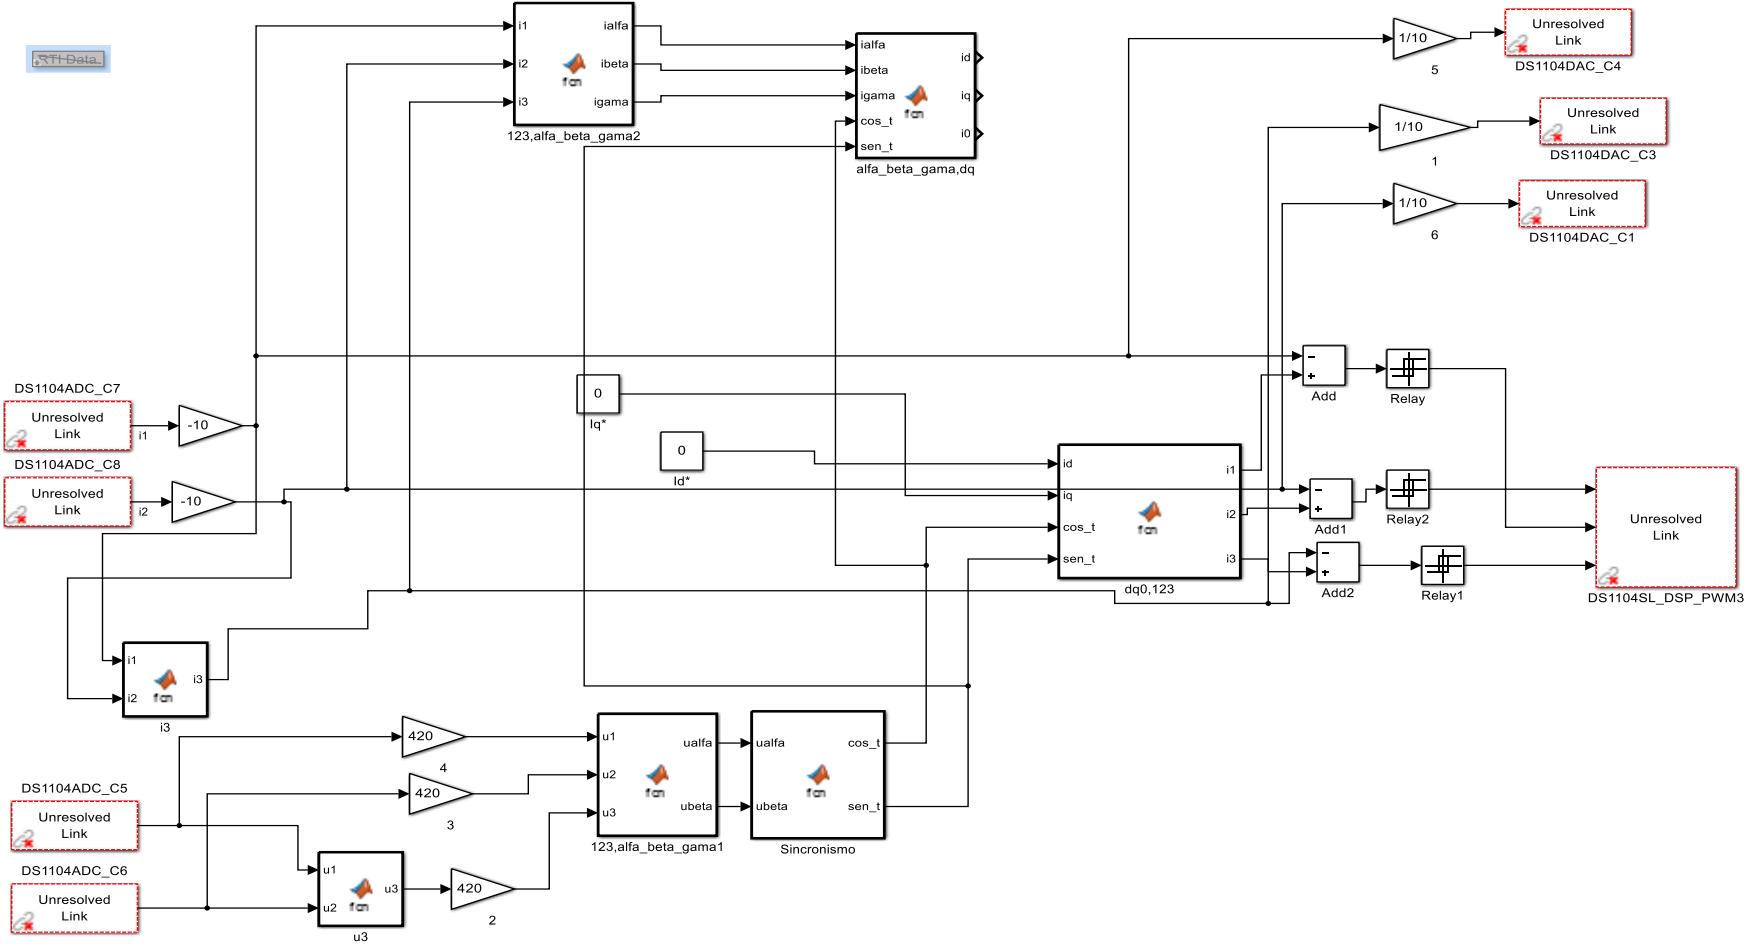 RTI Data
i1
i2
i3
ialfa
ibeta
igama
fcn
123,alfa_beta_gama2
ialfa
ibeta
igama
cos_t
sen_t
id
iq
i0
fcn
alfa_beta_gama,dq
1/10
5
Unresolved
Link
DS1104DAC_C4
1/10
1
Unresolved
Link
DS1104DAC_C3
1/10
6
Unresolved
Link
DS1104DAC_C1
DS1104ADC_C7
Unresolved
Link
i1
-10
DS1104ADC_C8
Unresolved
Link
i2
-10
0
Iq*
0
Id*
id
iq
cos_t
sen_t
i1
i2
i3
fcn
dq0,123
Add
Relay
Add1
Relay2
Add2
Relay1
Unresolved
Link
DS1104SL_DSP_PWM3
i1
i2
i3
fcn
i3
420
4
420
3
420
2
u1
u2
u3
ualfa
ubeta
fcn
123,alfa_beta_gama1
ualfa
ubeta
cos_t
sen_t
fcn
Sincronismo
DS1104ADC_C5
Unresolved
Link
DS1104ADC_C6
Unresolved
Link
u1
u2
u3
fcn
u3